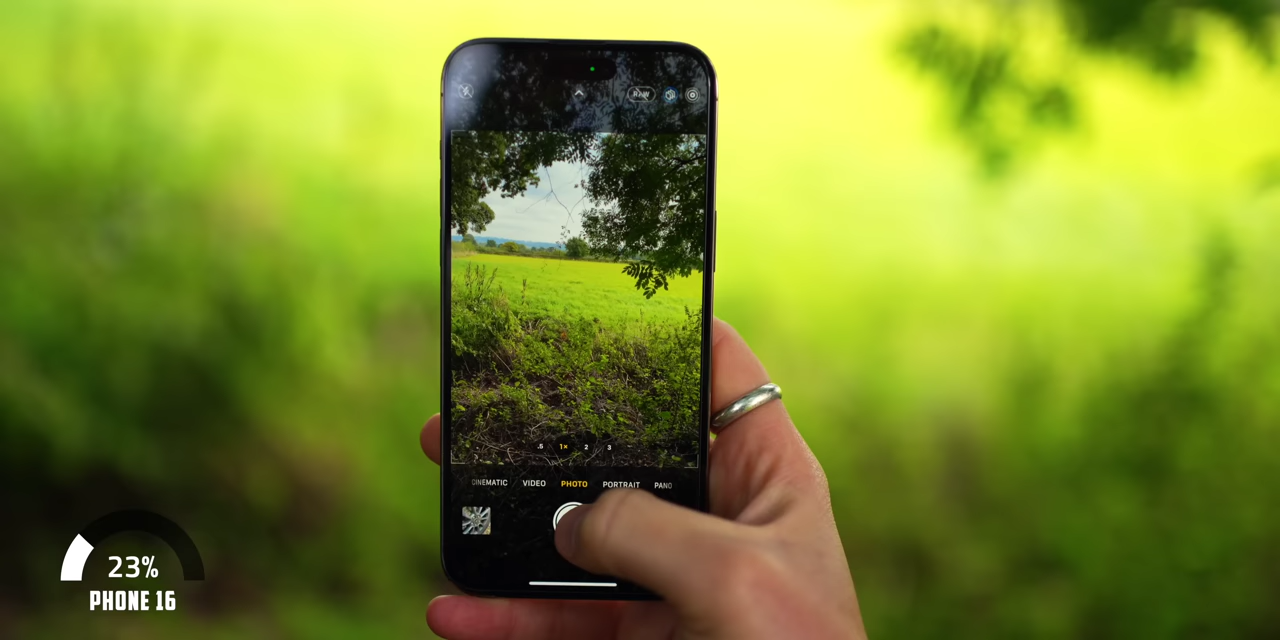 RAW
.5 1× 2 3
CINEMATIC VIDEO PHOTO PORTRAIT PANO
23%
PHONE 16